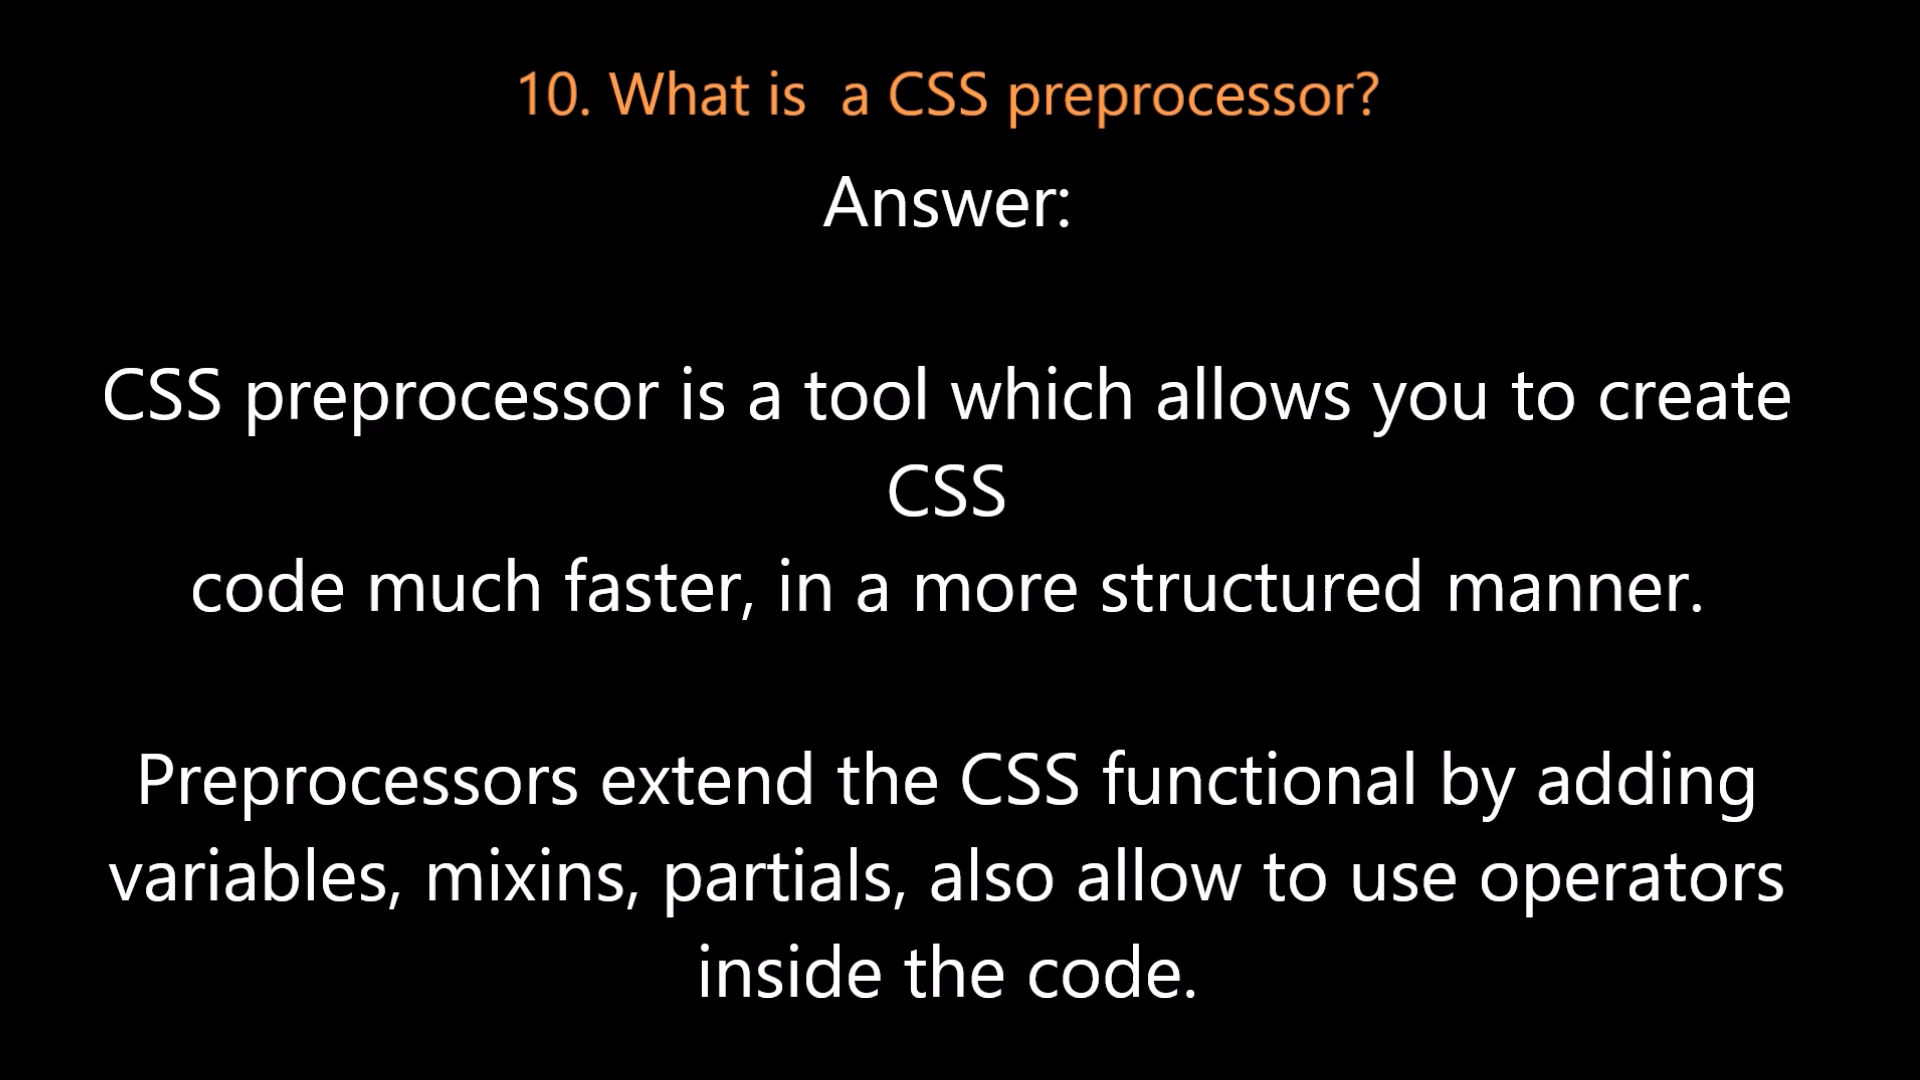 10. What is  a CSS preprocessor?
Answer:
CSS preprocessor is a tool which allows you to create
CSS
code much faster, in a more structured manner.
Preprocessors extend the CSS functional by adding
variables, mixins, partials, also allow to use operators
inside the code.